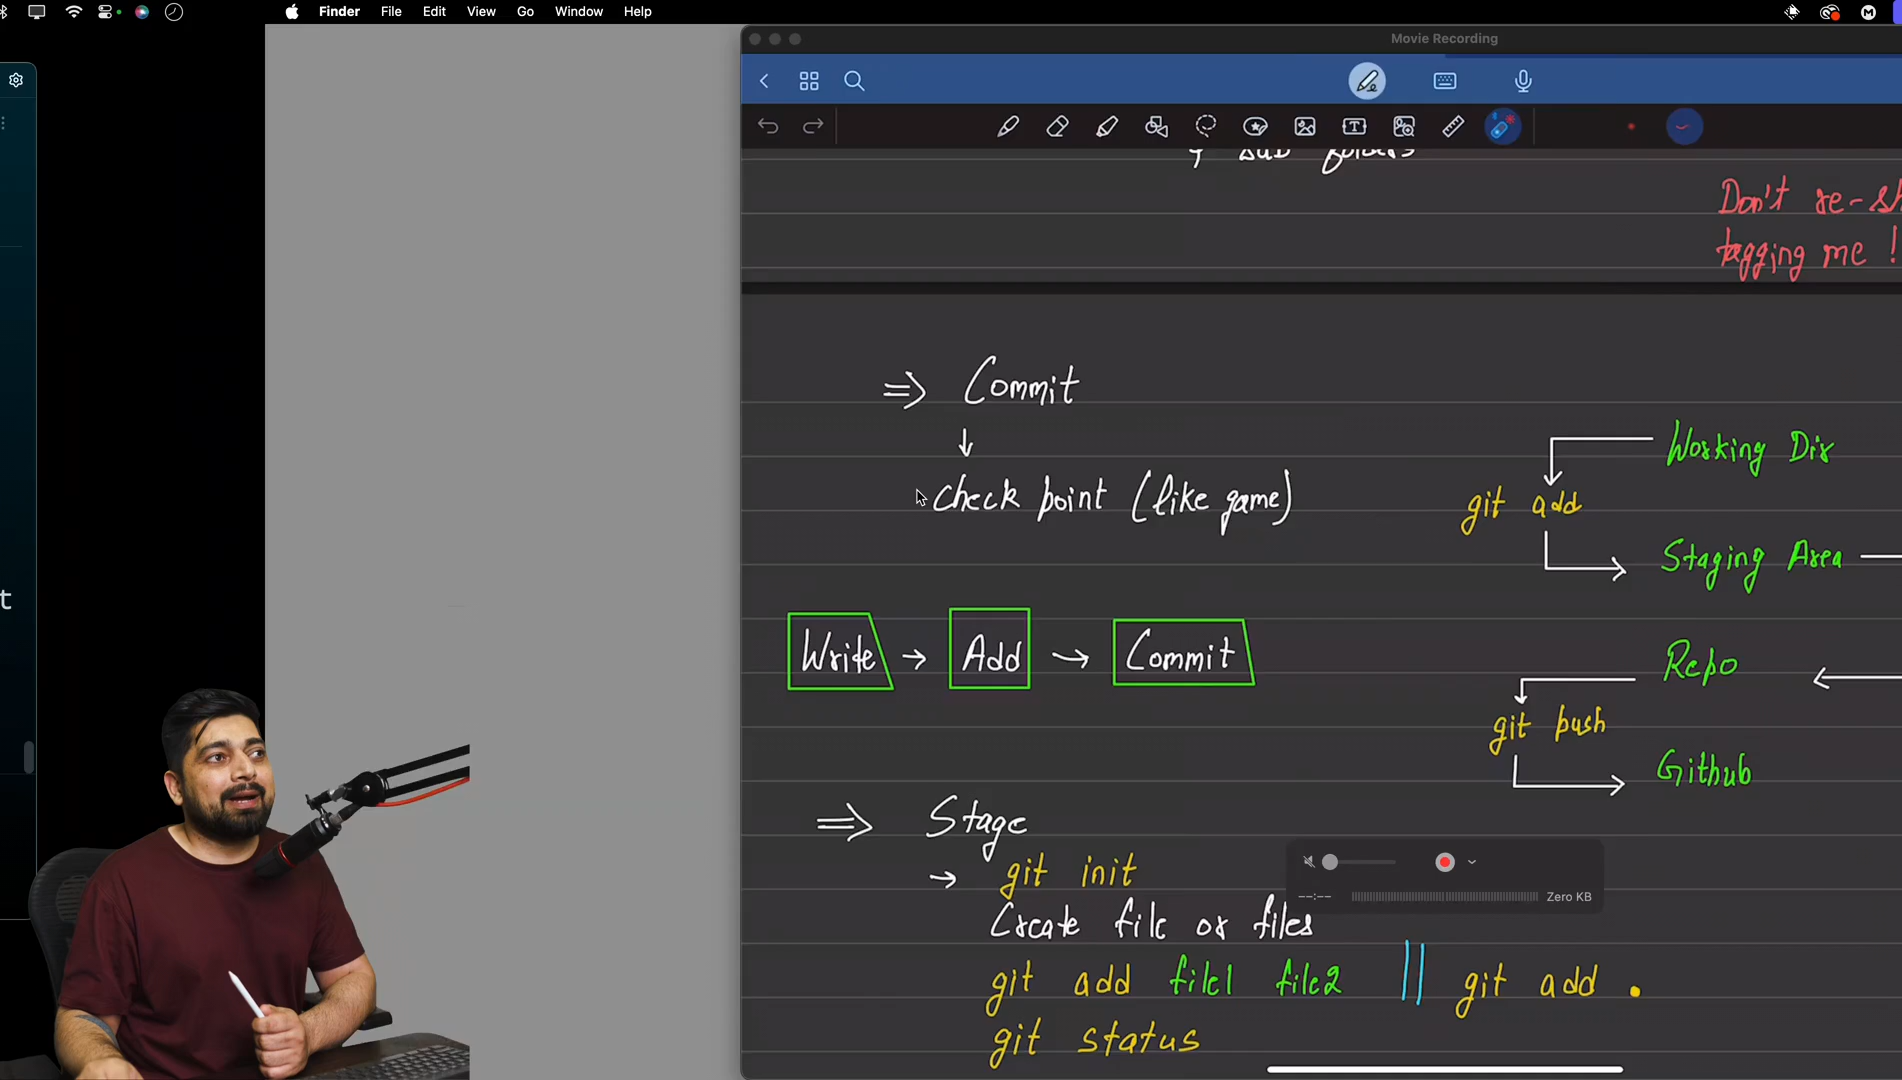 Finder File Edit View Go Window Help
Movie Recording
Don't re-sh
tagging me !
=> Commit
check point (like game)
Write → Add → Commit
Working Dir
git add
Staging Area
Repo
git push
Github
=> Stage
→ git init
Create file or files
git add file1 file2 || git add .
git status
--:-- Zero KB
t